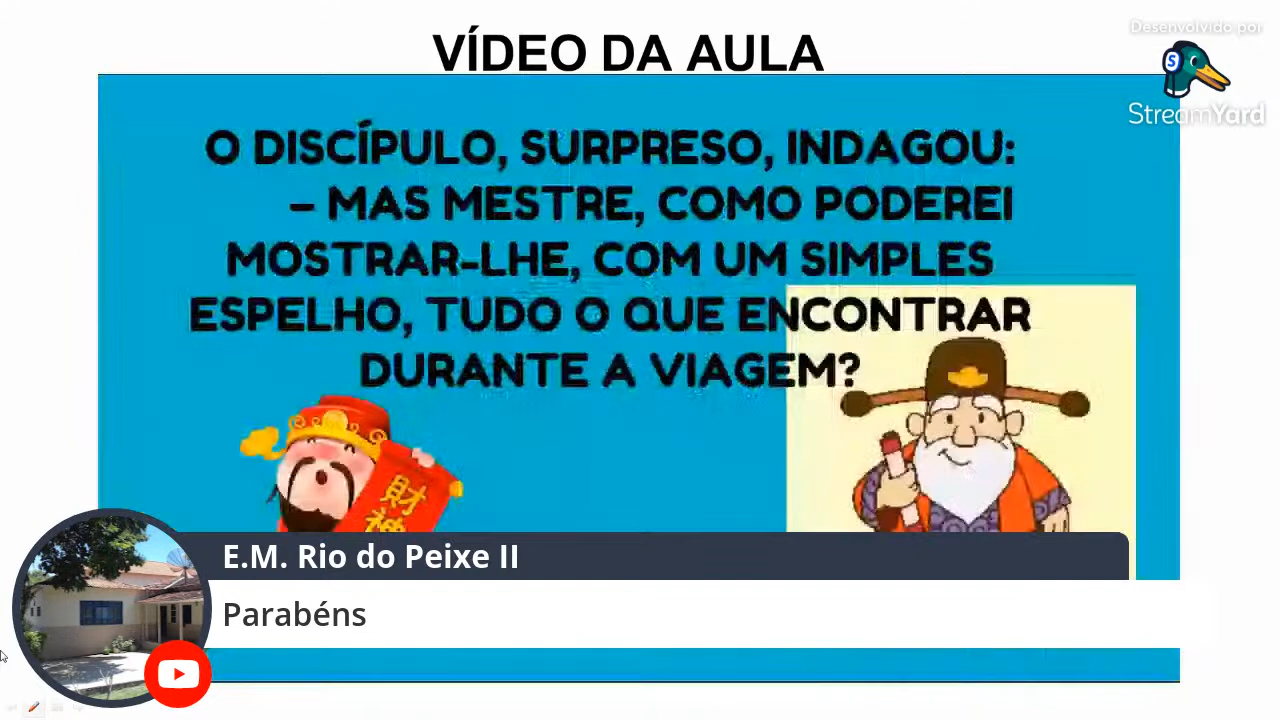 Desenvolvido por
StreamYard
VÍDEO DA AULA
O DISCÍPULO, SURPRESO, INDAGOU:
– MAS MESTRE, COMO PODEREI
MOSTRAR-LHE, COM UM SIMPLES
ESPELHO, TUDO O QUE ENCONTRAR
DURANTE A VIAGEM?
財
神
E.M. Rio do Peixe II
Parabéns